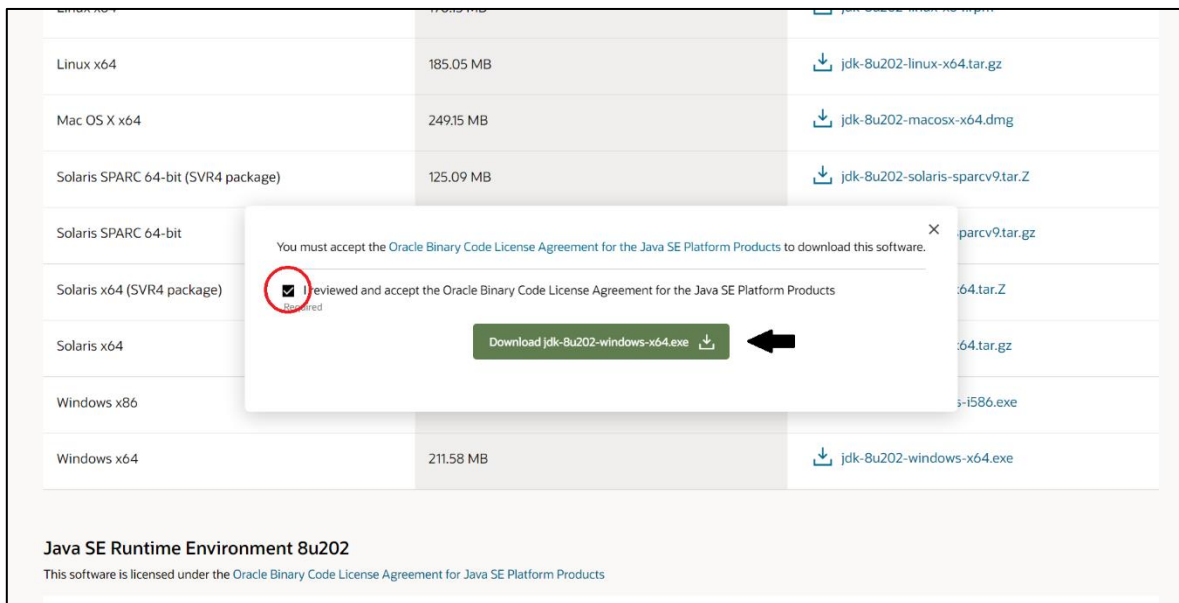 Linux x64 185.05 MB jdk-8u202-linux-x64.tar.gz
Mac OS X x64 249.15 MB jdk-8u202-macosx-x64.dmg
Solaris SPARC 64-bit (SVR4 package) 125.09 MB jdk-8u202-solaris-sparcv9.tar.Z
Solaris SPARC 64-bit parcv9.tar.gz
You must accept the Oracle Binary Code License Agreement for the Java SE Platform Products to download this software.
Solaris x64 (SVR4 package) 64.tar.Z
I reviewed and accept the Oracle Binary Code License Agreement for the Java SE Platform Products
Required
Download jdk-8u202-windows-x64.exe
Solaris x64 64.tar.gz
Windows x86 -i586.exe
Windows x64 211.58 MB jdk-8u202-windows-x64.exe
Java SE Runtime Environment 8u202
This software is licensed under the Oracle Binary Code License Agreement for Java SE Platform Products